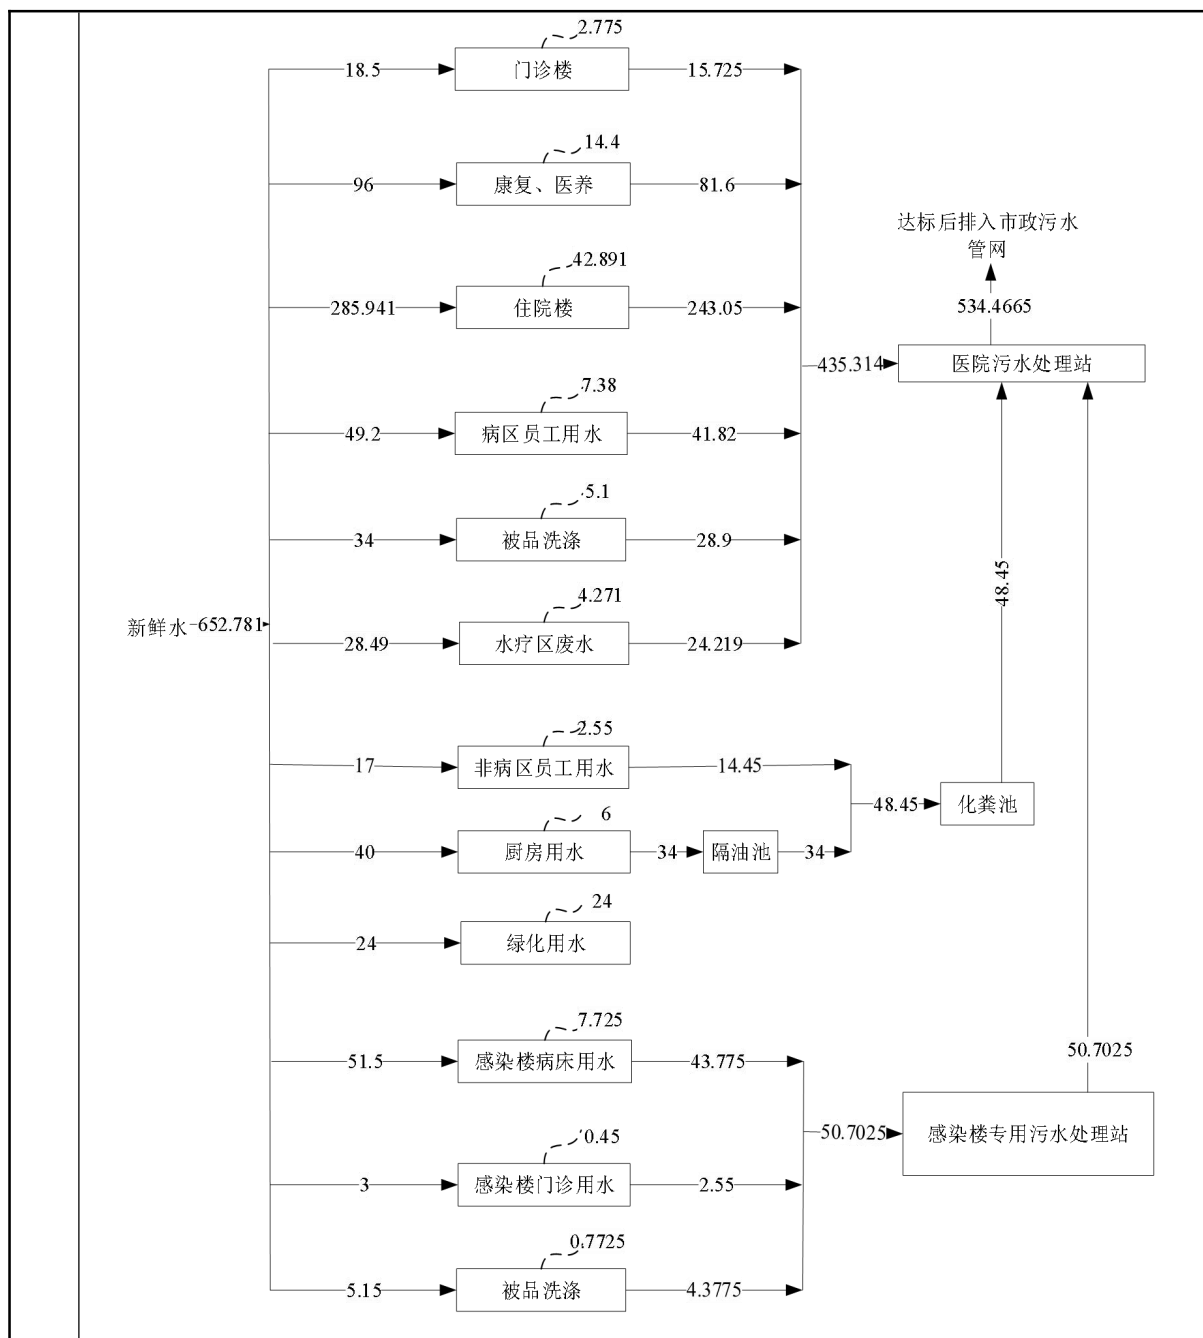 2.775
18.5 门诊楼 15.725
14.4
96 康复、医养 81.6
达标后排入市政污水
管网
42.891
285.941 住院楼 243.05
534.4665
435.314 医院污水处理站
7.38
49.2 病区员工用水 41.82
5.1
34 被品洗涤 28.9
48.45
4.271
新鲜水 652.781
28.49 水疗区废水 24.219
2.55
17 非病区员工用水 14.45
48.45 化粪池
6
40 厨房用水 34 隔油池 34
24
24 绿化用水
7.725
51.5 感染楼病床用水 43.775
50.7025
50.7025 感染楼专用污水处理站
0.45
3 感染楼门诊用水 2.55
0.7725
5.15 被品洗涤 4.3775